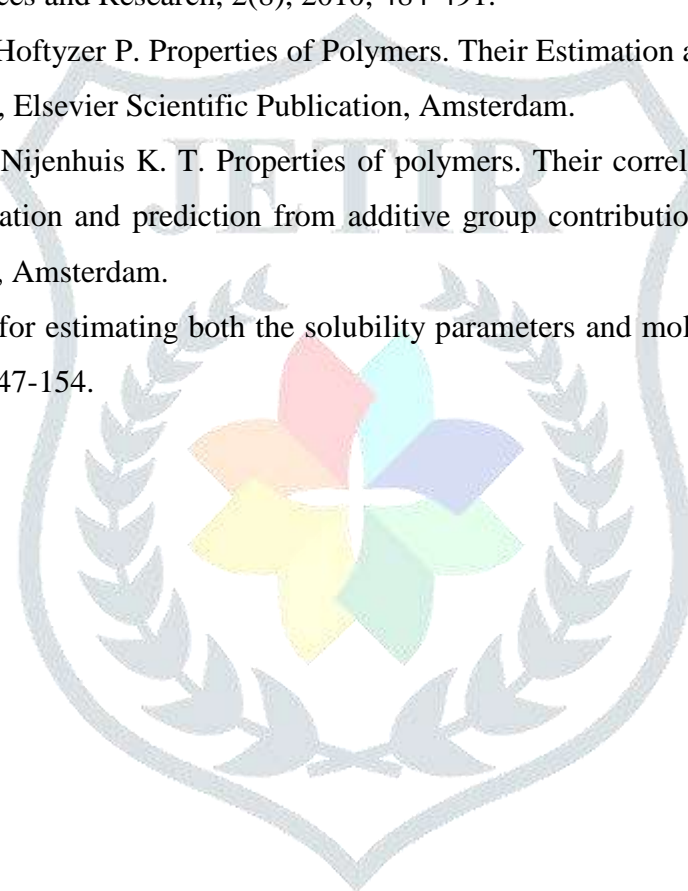 ces and Research, 2(8), 2010, 484-491.
Hoftyzer P. Properties of Polymers. Their Estimation a
, Elsevier Scientific Publication, Amsterdam.
Nijenhuis K. T. Properties of polymers. Their correl
JETIR
ation and prediction from additive group contributio
, Amsterdam.
for estimating both the solubility parameters and mol
47-154.